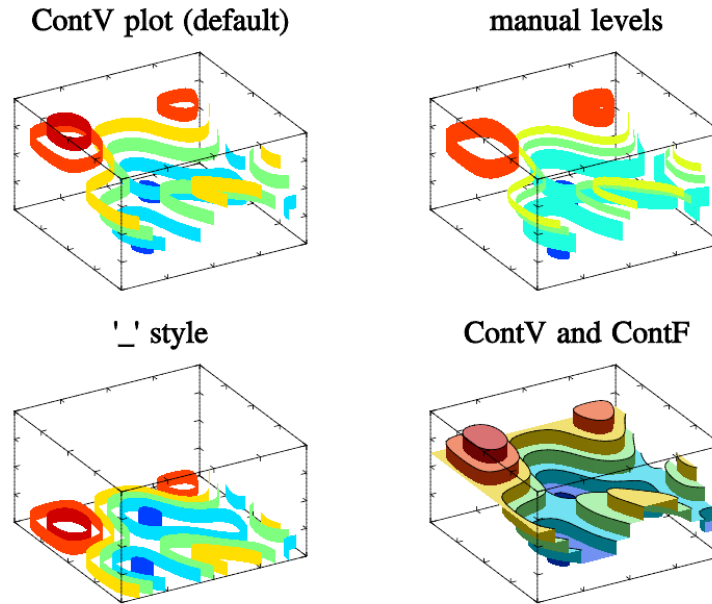 ContV plot (default)
manual levels
'_' style
ContV and ContF